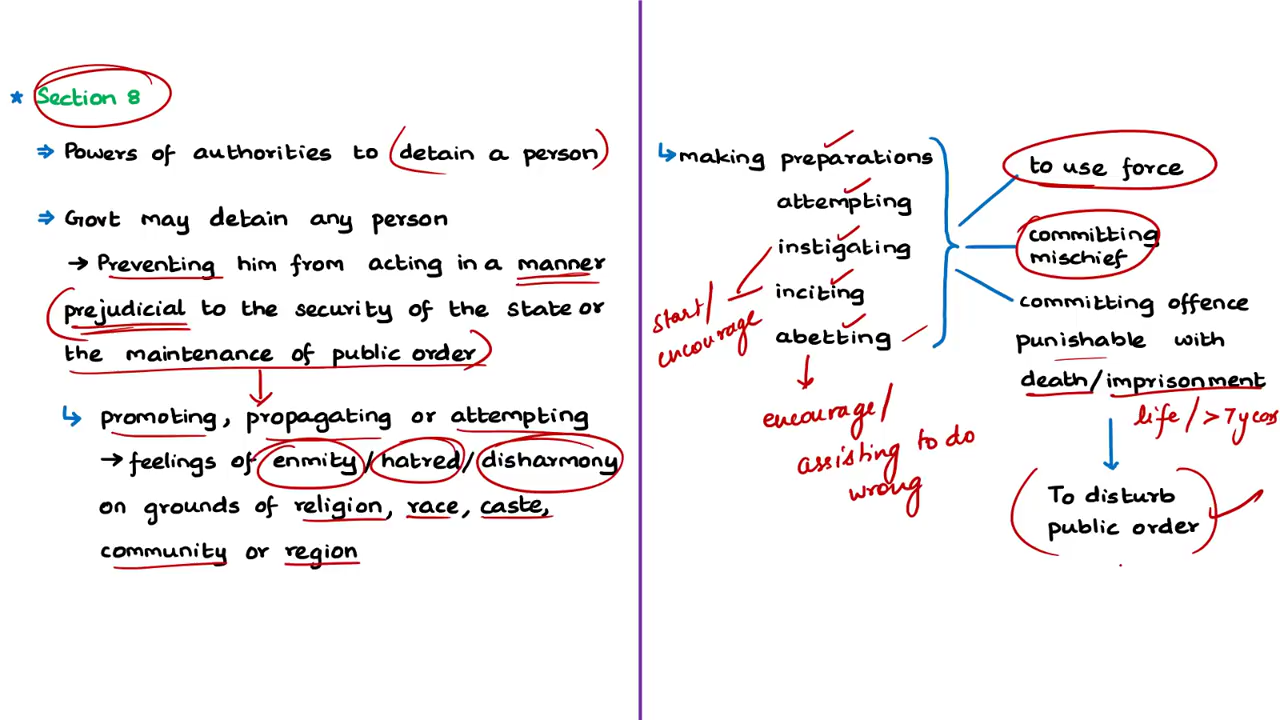 * Section 8
⇒ Powers of authorities to (detain a person)
⇒ Govt may detain any person
→ Preventing him from acting in a manner
(prejudicial to the security of the state or
the maintenance of public order)
↳ promoting, propagating or attempting
→ feelings of enmity/hatred/disharmony
on grounds of religion, race, caste,
community or region
↳ making preparations
attempting
instigating
inciting
abetting
start/
encourage
encourage/
assisting to do
wrong
to use force
committing
mischief
committing offence
punishable with
death/imprisonment
life/>7years
(To disturb
public order)